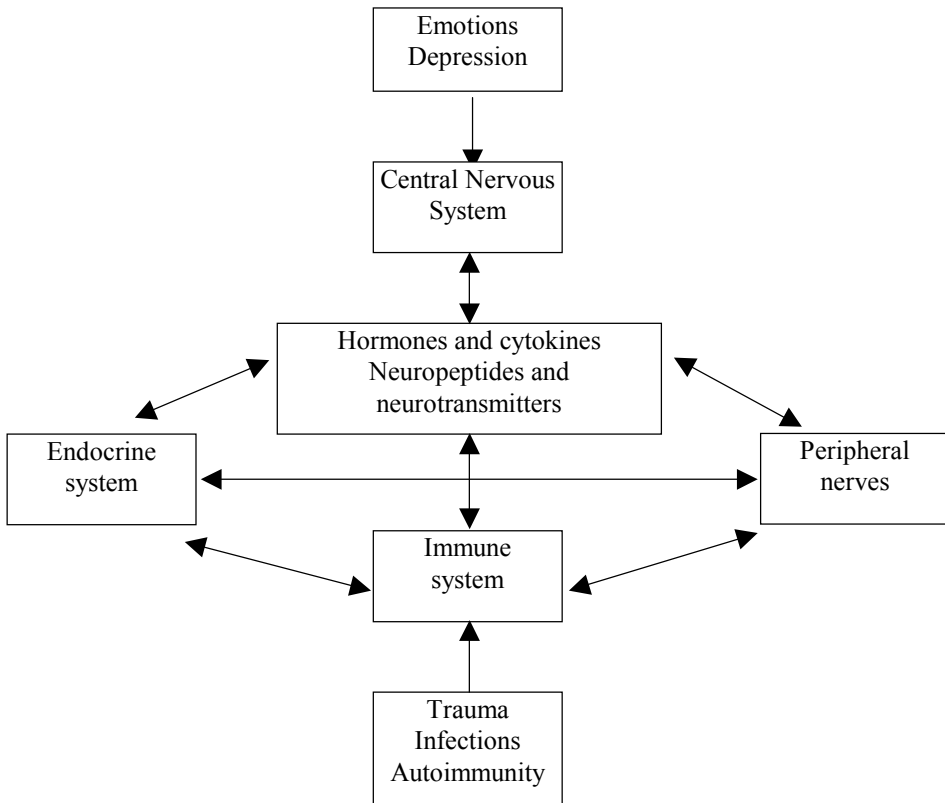 Emotions
Depression
Central Nervous
System
Hormones and cytokines
Neuropeptides and
neurotransmitters
Endocrine
system
Peripheral
nerves
Immune
system
Trauma
Infections
Autoimmunity